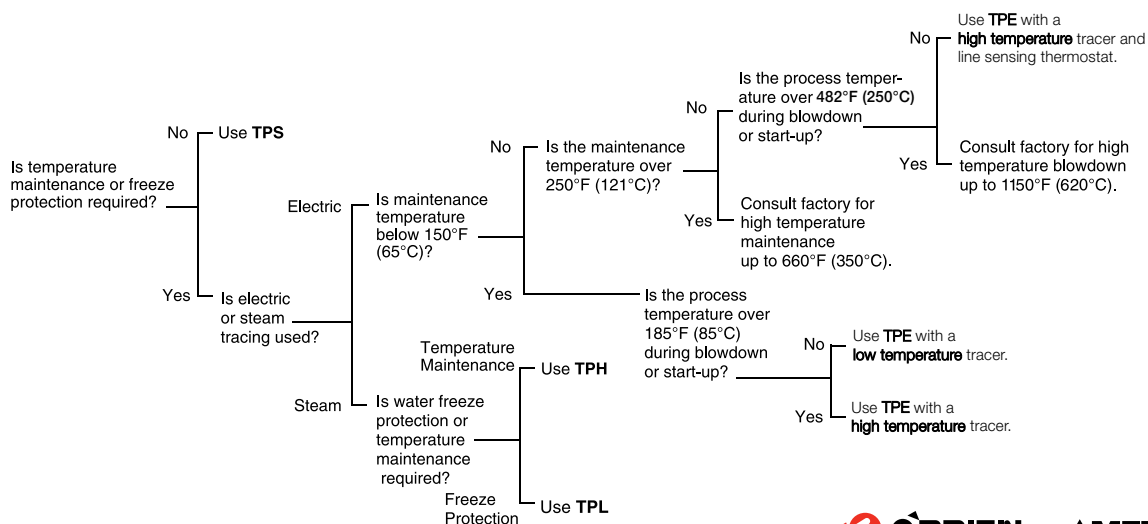 Is temperature
maintenance or freeze
protection required?
No
Use TPS
Yes
Is electric
or steam
tracing used?
Electric
Is maintenance
temperature
below 150°F
(65°C)?
No
Is the maintenance
temperature over
250°F (121°C)?
No
Is the process temper-
ature over 482°F (250°C)
during blowdown
or start-up?
No
Use TPE with a
high temperature tracer and
line sensing thermostat.
Yes
Consult factory for high
temperature blowdown
up to 1150°F (620°C).
Yes
Consult factory for
high temperature
maintenance
up to 660°F (350°C).
Yes
Is the process
temperature over
185°F (85°C)
during blowdown
or start-up?
No
Use TPE with a
low temperature tracer.
Yes
Use TPE with a
high temperature tracer.
Steam
Is water freeze
protection or
temperature
maintenance
required?
Temperature
Maintenance
Use TPH
Freeze
Protection
Use TPL